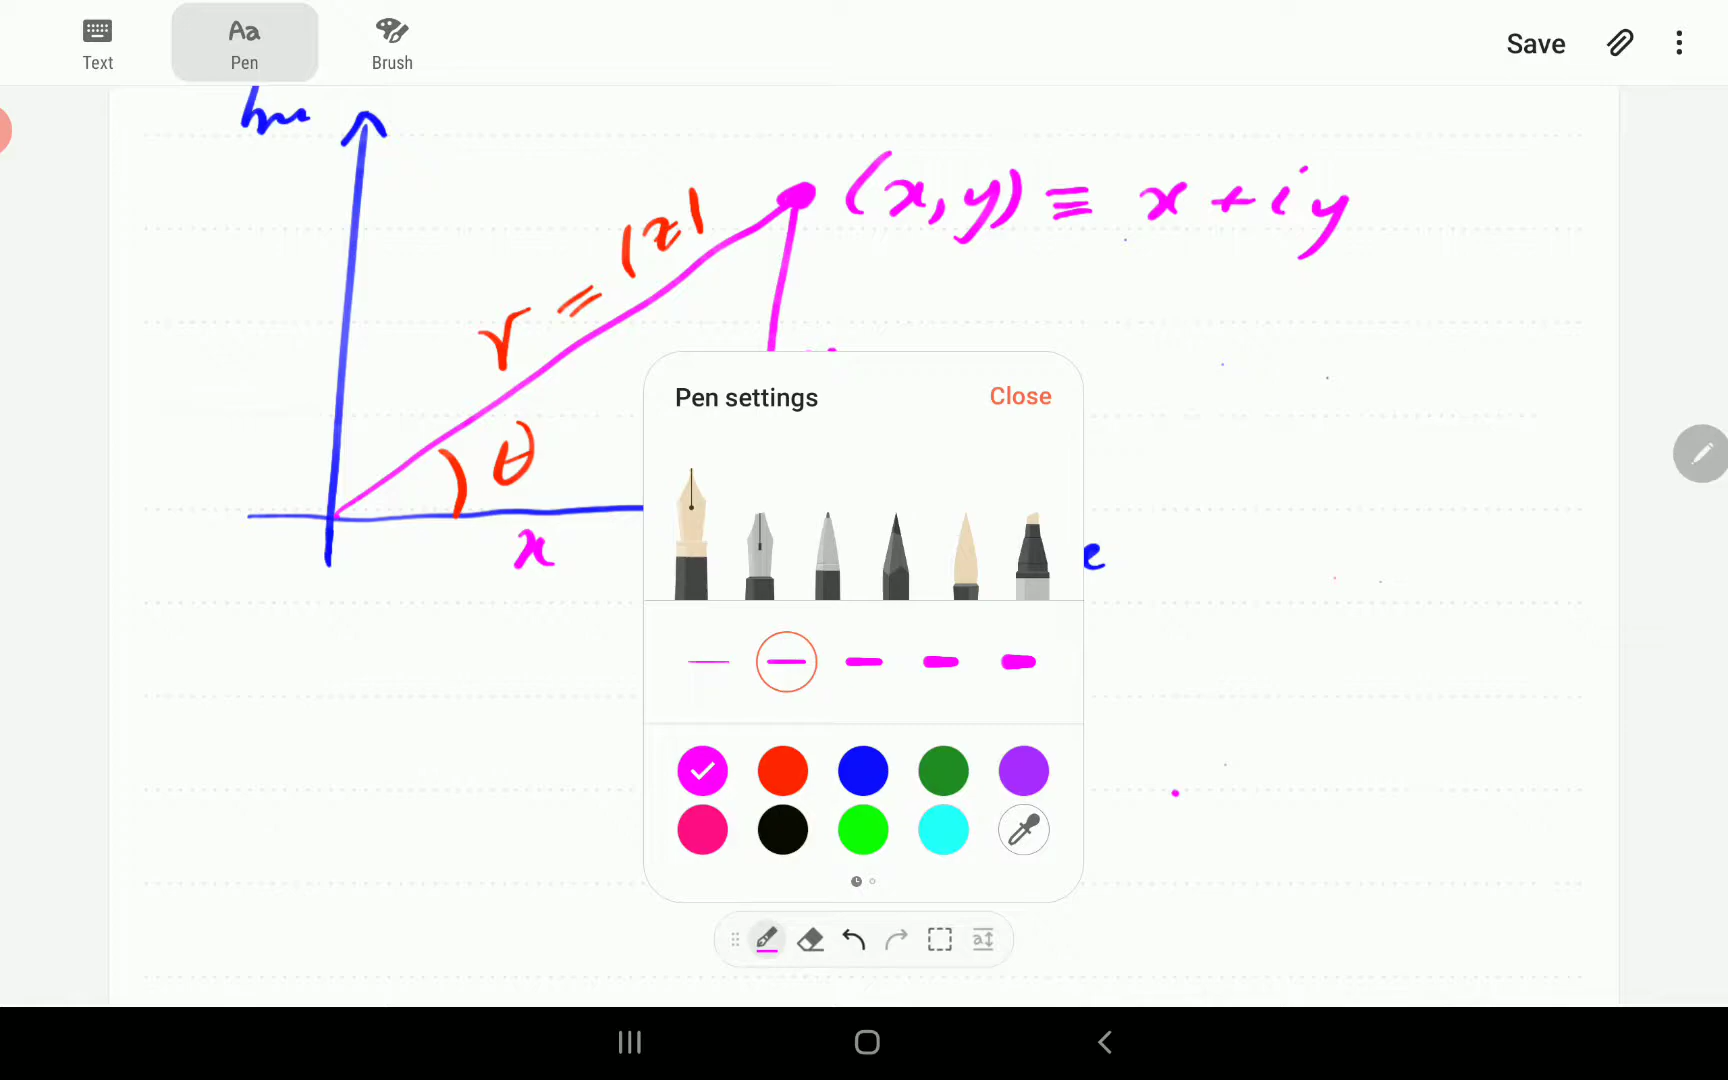 Text
Pen
Brush
Save
Im
(x,y) ≡ x + iy
r = |z|
Pen settings
Close
θ
x
e